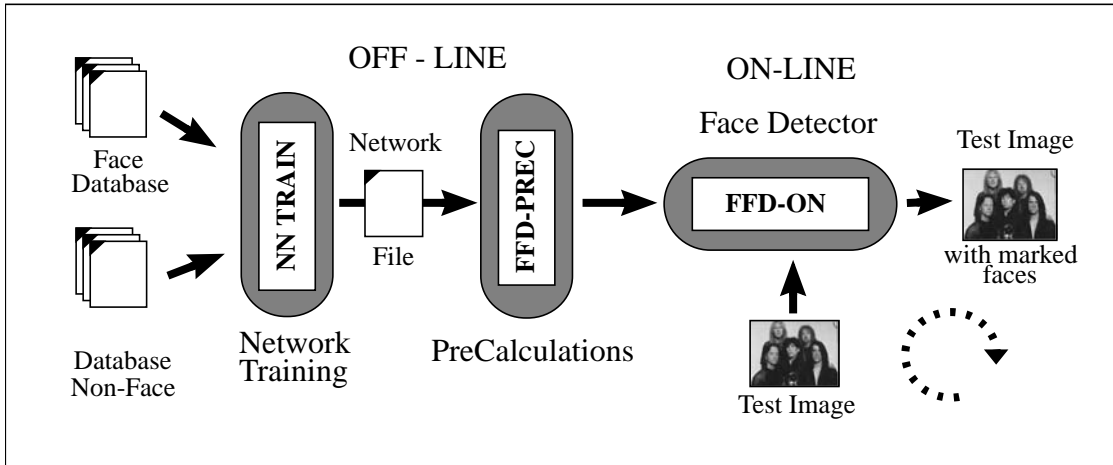 OFF - LINE
ON-LINE
Face Detector
Face
Database
NN TRAIN
Network
File
FFD-PREC
FFD-ON
Test Image
with marked
faces
Database
Non-Face
Network
Training
PreCalculations
Test Image